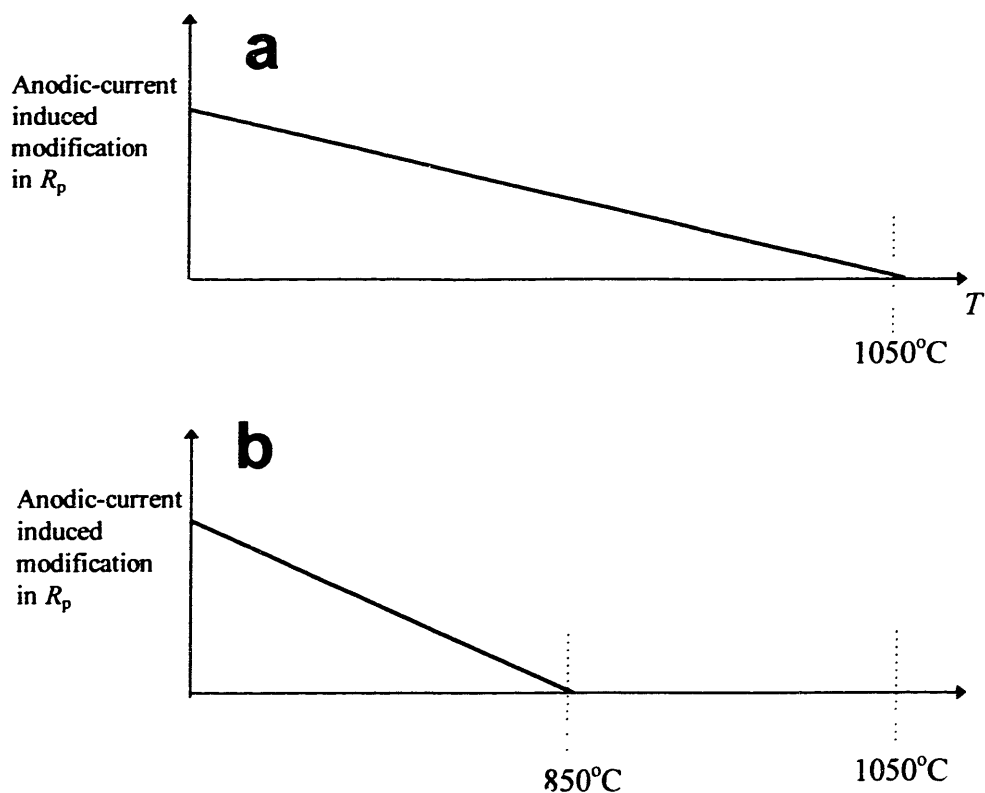 a
Anodic-current
induced
modification
in Rp
T
1050°C
b
Anodic-current
induced
modification
in Rp
850°C
1050°C